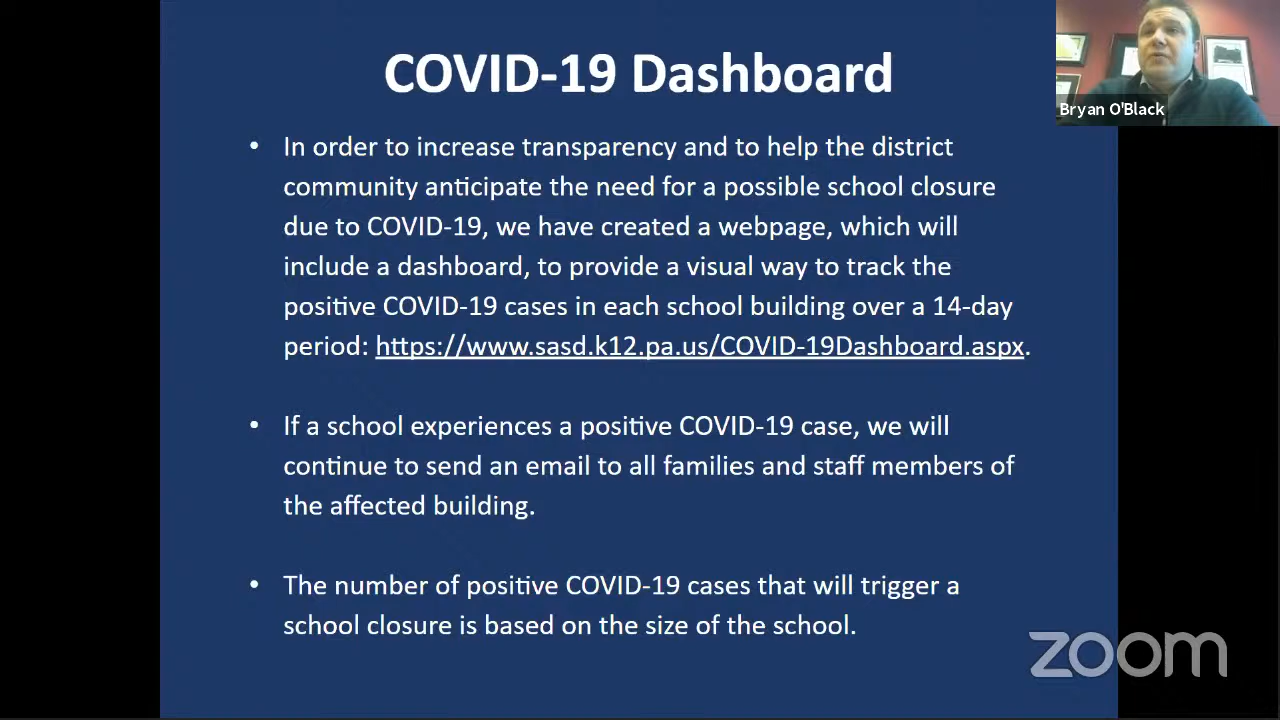 COVID-19 Dashboard
Bryan O'Black
• In order to increase transparency and to help the district
community anticipate the need for a possible school closure
due to COVID-19, we have created a webpage, which will
include a dashboard, to provide a visual way to track the
positive COVID-19 cases in each school building over a 14-day
period: https://www.sasd.k12.pa.us/COVID-19Dashboard.aspx.
• If a school experiences a positive COVID-19 case, we will
continue to send an email to all families and staff members of
the affected building.
• The number of positive COVID-19 cases that will trigger a
school closure is based on the size of the school.
zoom